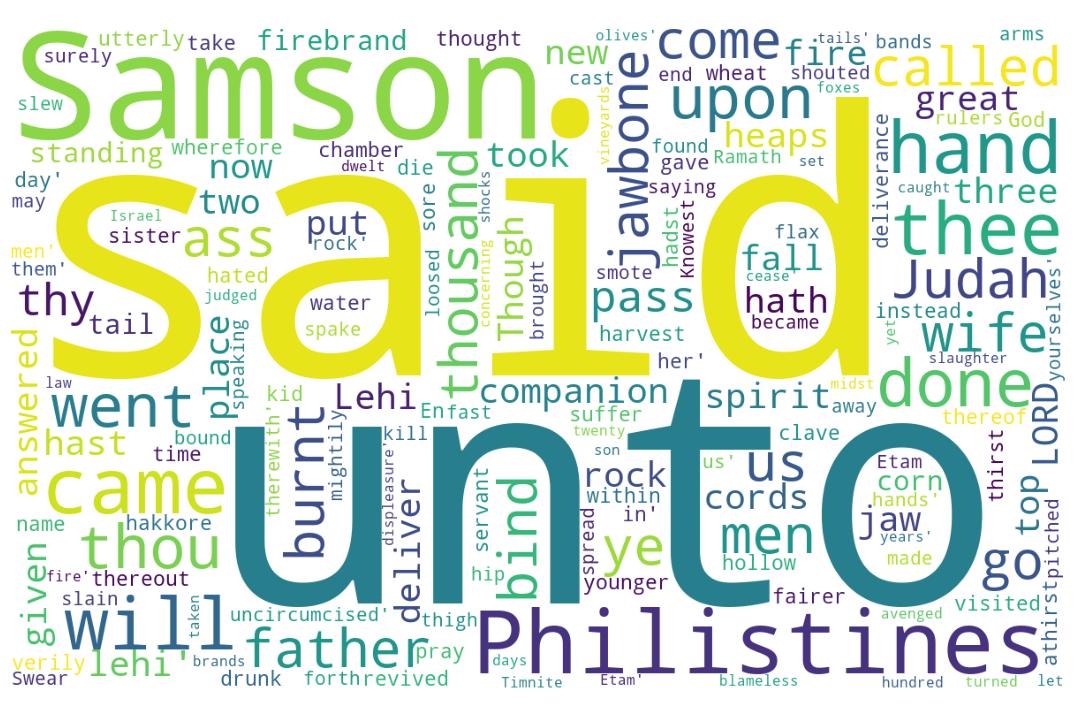 surely utterly take firebrand thought new olives' come fire tails' bands arms
Samson cast end wheat shouted foxes called
slew upon great
said jawbone vineyards heaps rulers God
standing wherefore chamber took found gave Ramath set deliverance hand
day' now dwelt die saying caught three
may two thousand sore shocks
Israel put hadst knowest flax thee
sister ass rock' Though smote fall
men' hated concerning cease' Judah
them' judged loosed brought pass hath
thy tail water became instead
spake harvest yet wife yourselves'
answered place speaking her' slaughter
law kid Lehi companion spirit midst done
went En fast away LORD
hast therewith' suffer thereof
bound mightily kill twenty clave
time burnt son us' us Etam thirst
came displeasure' servant bind rock cords corn top
name hakkore deliver within hands'
in' men jaw
thou unto ye years' go
given spread hollow made pitched
fire' thereout hip younger
slain fairer visited
will taken uncircumcised' thigh Philistines avenged athirst
lehi' father pray
verily brands days
Swear drunk forth revived Timnite Etam' blameless hundred turned let